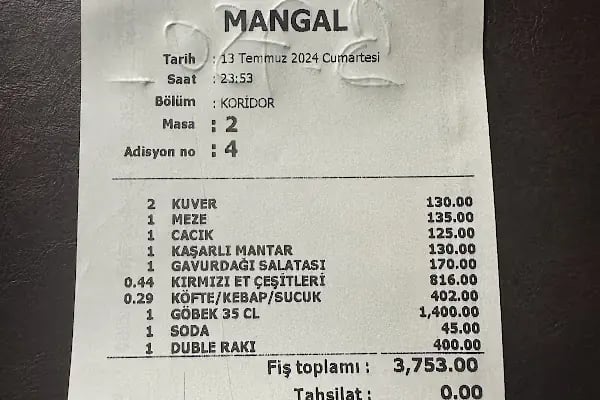 MANGAL
Tarih : 13 Temmuz 2024 Cumartesi
Saat : 23:53
Bölüm : KORİDOR
Masa : 2
Adisyon no : 4
2 KUVER 130.00
1 MEZE 135.00
1 CACIK 125.00
1 KAŞARLI MANTAR 130.00
1 GAVURDAĞI SALATASI 170.00
0.44 KIRMIZI ET ÇEŞİTLERİ 816.00
0.29 KÖFTE/KEBAP/SUCUK 402.00
1 GÖBEK 35 CL 1,400.00
1 SODA 45.00
1 DUBLE RAKI 400.00
Fiş toplamı : 3,753.00
Tahsilat : 0.00